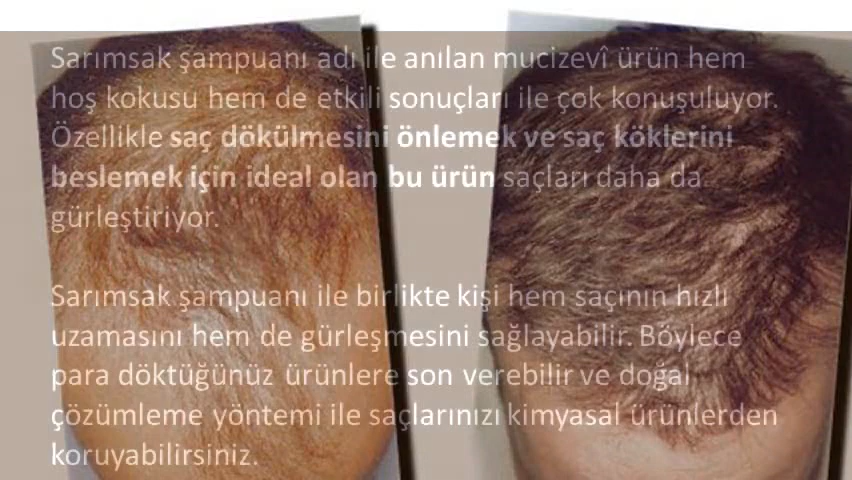 Sarımsak şampuanı adı ile anılan mucizevî ürün hem
hoş kokusu hem de etkili sonuçları ile çok konuşuluyor.
Özellikle saç dökülmesini önlemek ve saç köklerini
beslemek için ideal olan bu ürün saçları daha da
gürleştiriyor.
Sarımsak şampuanı ile birlikte kişi hem saçının hızlı
uzamasını hem de gürleşmesini sağlayabilir. Böylece
para döktüğünüz ürünlere son verebilir ve doğal
çözümleme yöntemi ile saçlarınızı kimyasal ürünlerden
koruyabilirsiniz.